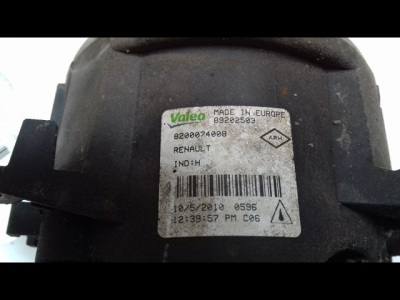 Valeo MADE IN EUROPE
89202503
8200074008
RENAULT
IND:H
10/5/2010 0596
12:39:57 PM C06